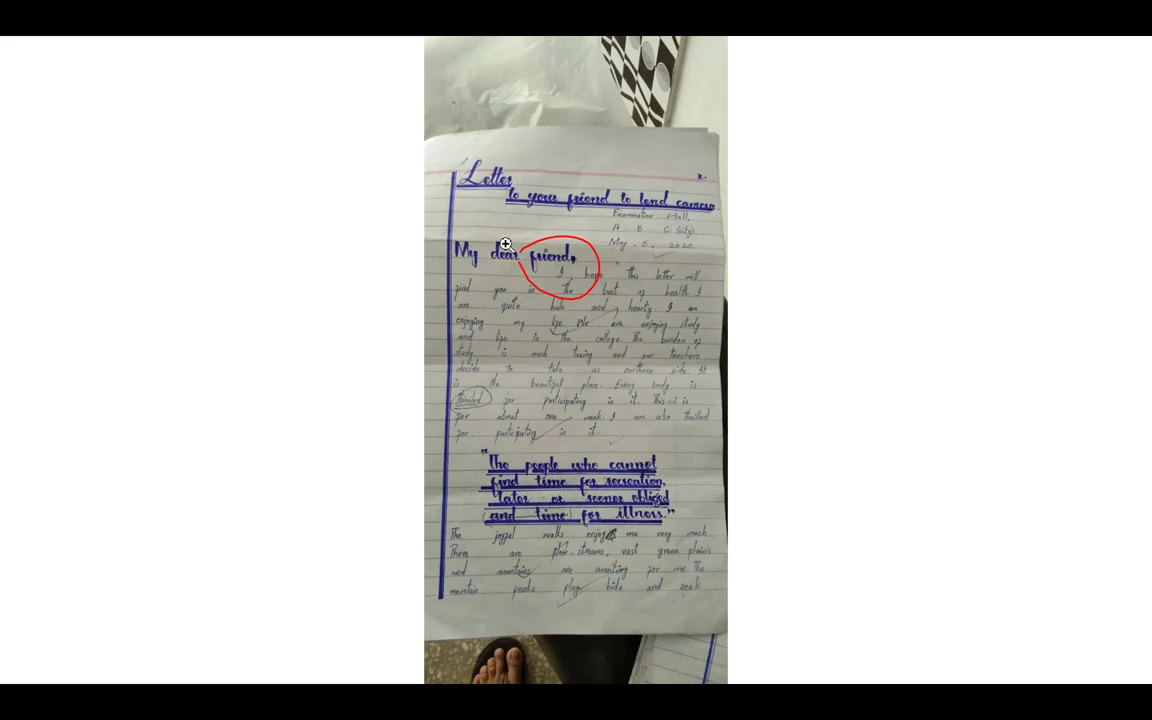 2.
Letter
to your friend to lend camera.
Examination Hall,
A. B. C. (city).
May 5, 2020.
My dear friend,
I hope this letter will
find you in the best of health. I
am quite hale and hearty. I am
enjoying my life. We are enjoying study
and life in the college. The burden of
study is much taxing and our teachers
decide to take us northern side. It
is the beautiful place. Every body is
thrilled for participating is it. This is
for about one week. I am also thrilled
for participating in it.
"The people who cannot
find time for recreation,
later or sooner obliged
and time for illness."
The joyful walks enjoy me very much
There are streams, vast green plains
and mountains are awaiting for me. The
mountain peaks play hide and seek